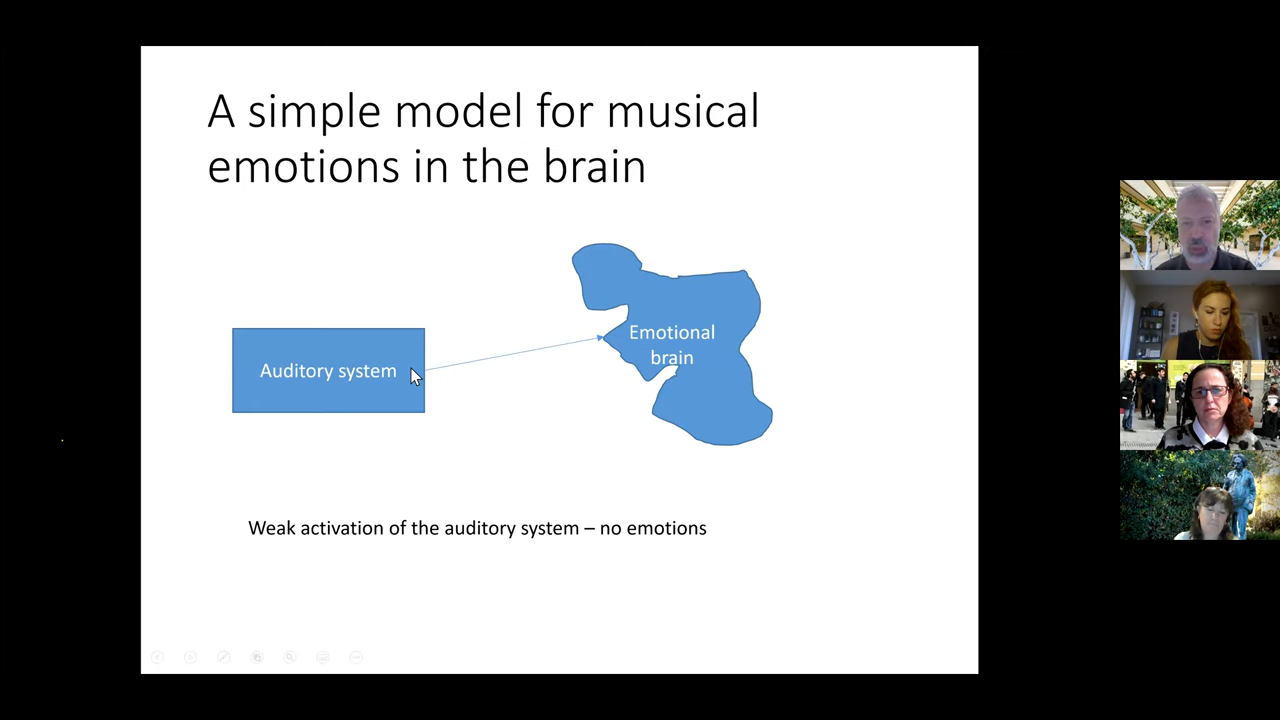 A simple model for musical
emotions in the brain
Auditory system
Emotional
brain
Weak activation of the auditory system – no emotions